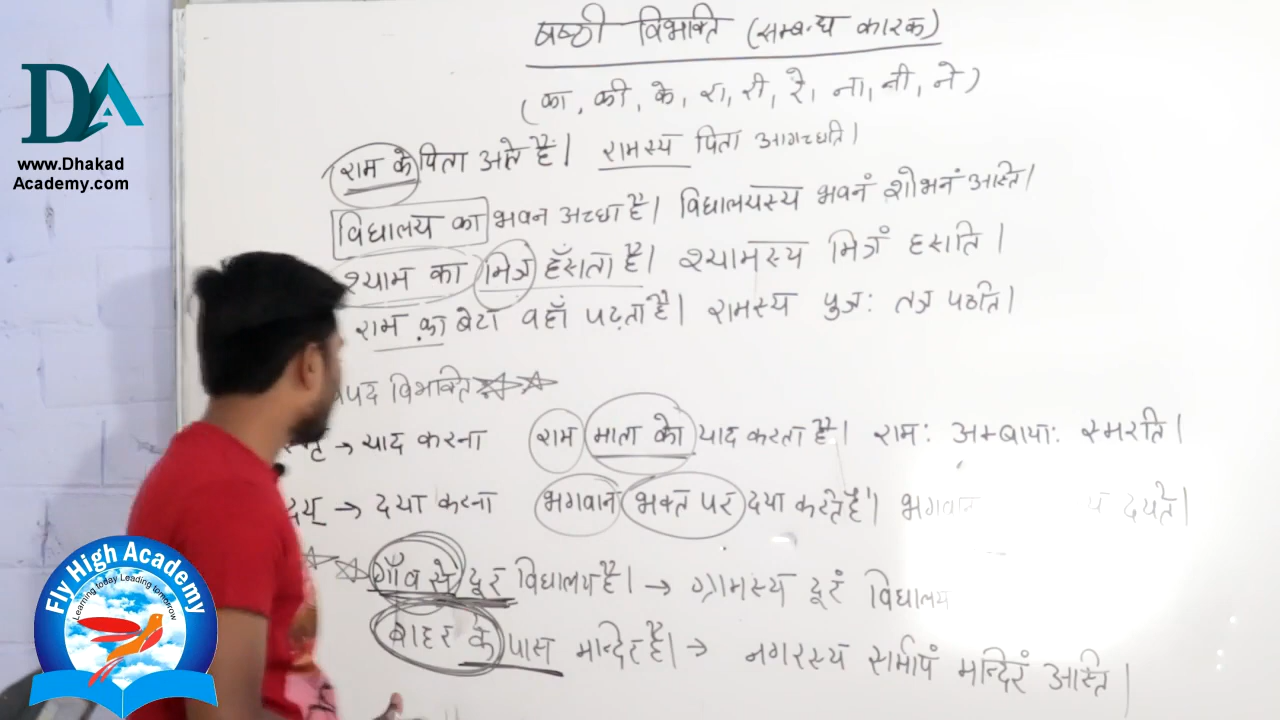 षष्ठी विभक्ति (सम्बन्ध कारक)
(का, की, के, रा, री, रे, ना, नी, ने)
राम के पिता आते हैं। रामस्य पिता आगच्छति।
विद्यालय का भवन अच्छा है। विद्यालयस्य भवनं शोभनं अस्ति।
श्याम का मित्र हँसता है। श्यामस्य मित्रं हसति।
राम का बेटा वहाँ पढ़ता है। रामस्य पुत्रः तत्र पठति।
पद विभक्ति
→ याद करना राम माता को याद करता है। रामः अम्बायाः स्मरति।
दय् → दया करना भगवान भक्त पर दया करते हैं। भगवान दयते।
गाँव से दूर विद्यालय है। → ग्रामस्य दूरं विद्यालय
शहर के पास मन्दिर है। → नगरस्य समीपं मन्दिरं अस्ति।
DA
www.Dhakad
Academy.com
Fly High Academy
Learning today Leading tomorrow